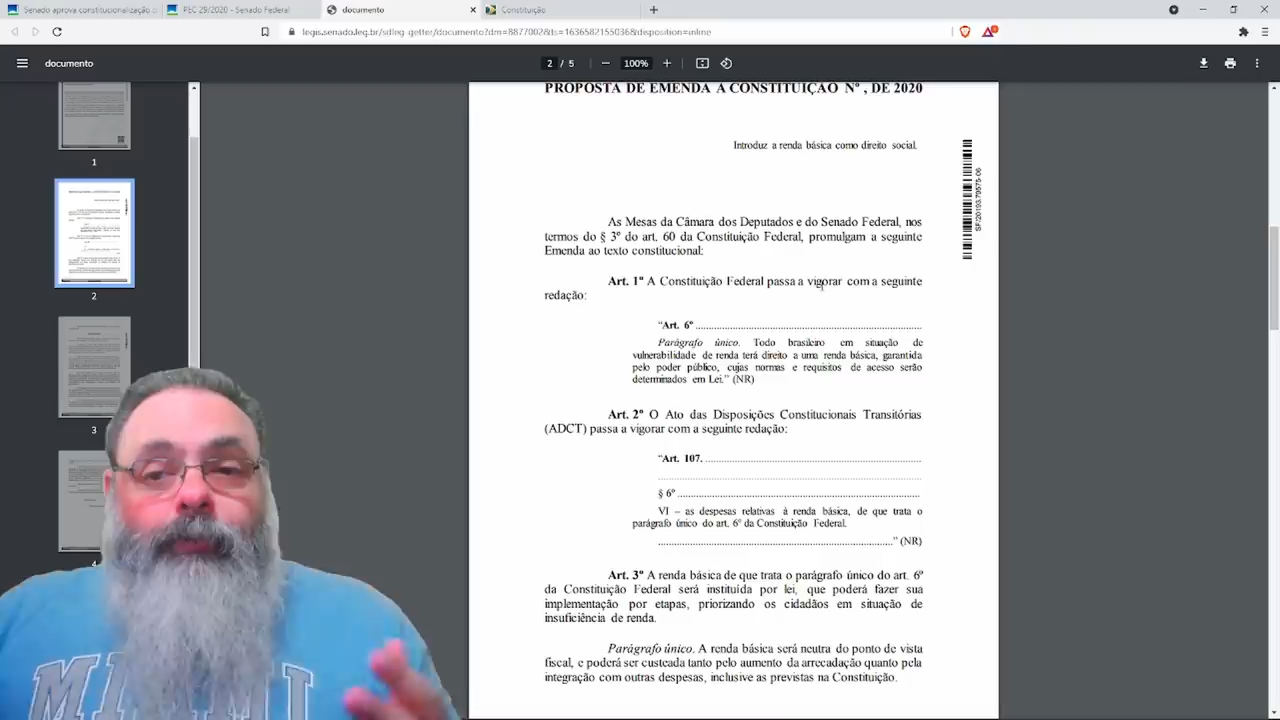 Senado aprova constitucionalização
PEC 29/2020 - Senado Federal
documento
Constituição
legis.senado.leg.br/sdleg-getter/documento?dm=8877002&ts=1636582155036&disposition=inline
documento
2 / 5
100%
1
2
3
4
PROPOSTA DE EMENDA À CONSTITUIÇÃO Nº , DE 2020
Introduz a renda básica como direito social.
SF/20193.79575-06
As Mesas da Câmara dos Deputados e do Senado Federal, nos
termos do § 3º do art. 60 da Constituição Federal, promulgam a seguinte
Emenda ao texto constitucional:
Art. 1º A Constituição Federal passa a vigorar com a seguinte
redação:
“Art. 6º ...............................................................................
Parágrafo único. Todo brasileiro em situação de
vulnerabilidade de renda terá direito a uma renda básica, garantida
pelo poder público, cujas normas e requisitos de acesso serão
determinados em Lei.” (NR)
Art. 2º O Ato das Disposições Constitucionais Transitórias
(ADCT) passa a vigorar com a seguinte redação:
“Art. 107. ...........................................................................
..........................................................................................
§ 6º ....................................................................................
VI – as despesas relativas à renda básica, de que trata o
parágrafo único do art. 6º da Constituição Federal.
.................................................................................” (NR)
Art. 3º A renda básica de que trata o parágrafo único do art. 6º
da Constituição Federal será instituída por lei, que poderá fazer sua
implementação por etapas, priorizando os cidadãos em situação de
insuficiência de renda.
Parágrafo único. A renda básica será neutra do ponto de vista
fiscal, e poderá ser custeada tanto pelo aumento da arrecadação quanto pela
integração com outras despesas, inclusive as previstas na Constituição.